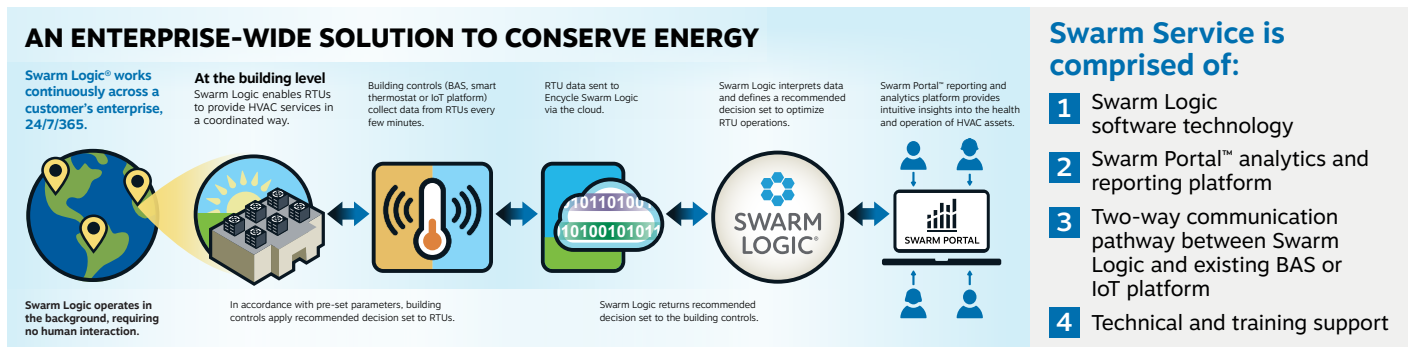 AN ENTERPRISE-WIDE SOLUTION TO CONSERVE ENERGY
Swarm Logic® works
continuously across a
customer's enterprise,
24/7/365.
At the building level
Swarm Logic enables RTUs
to provide HVAC services in
a coordinated way.
Building controls (BAS, smart
thermostat or IoT platform)
collect data from RTUs every
few minutes.
RTU data sent to
Encycle Swarm Logic
via the cloud.
Swarm Logic interprets data
and defines a recommended
decision set to optimize
RTU operations.
Swarm Portal™ reporting and
analytics platform provides
intuitive insights into the health
and operation of HVAC assets.
10110100
10100101011
SWARM
LOGIC®
SWARM PORTAL
Swarm Logic operates in
the background, requiring
no human interaction.
In accordance with pre-set parameters, building
controls apply recommended decision set to RTUs.
Swarm Logic returns recommended
decision set to the building controls.
Swarm Service is
comprised of:
1 Swarm Logic
software technology
2 Swarm Portal™ analytics and
reporting platform
3 Two-way communication
pathway between Swarm
Logic and existing BAS or
IoT platform
4 Technical and training support